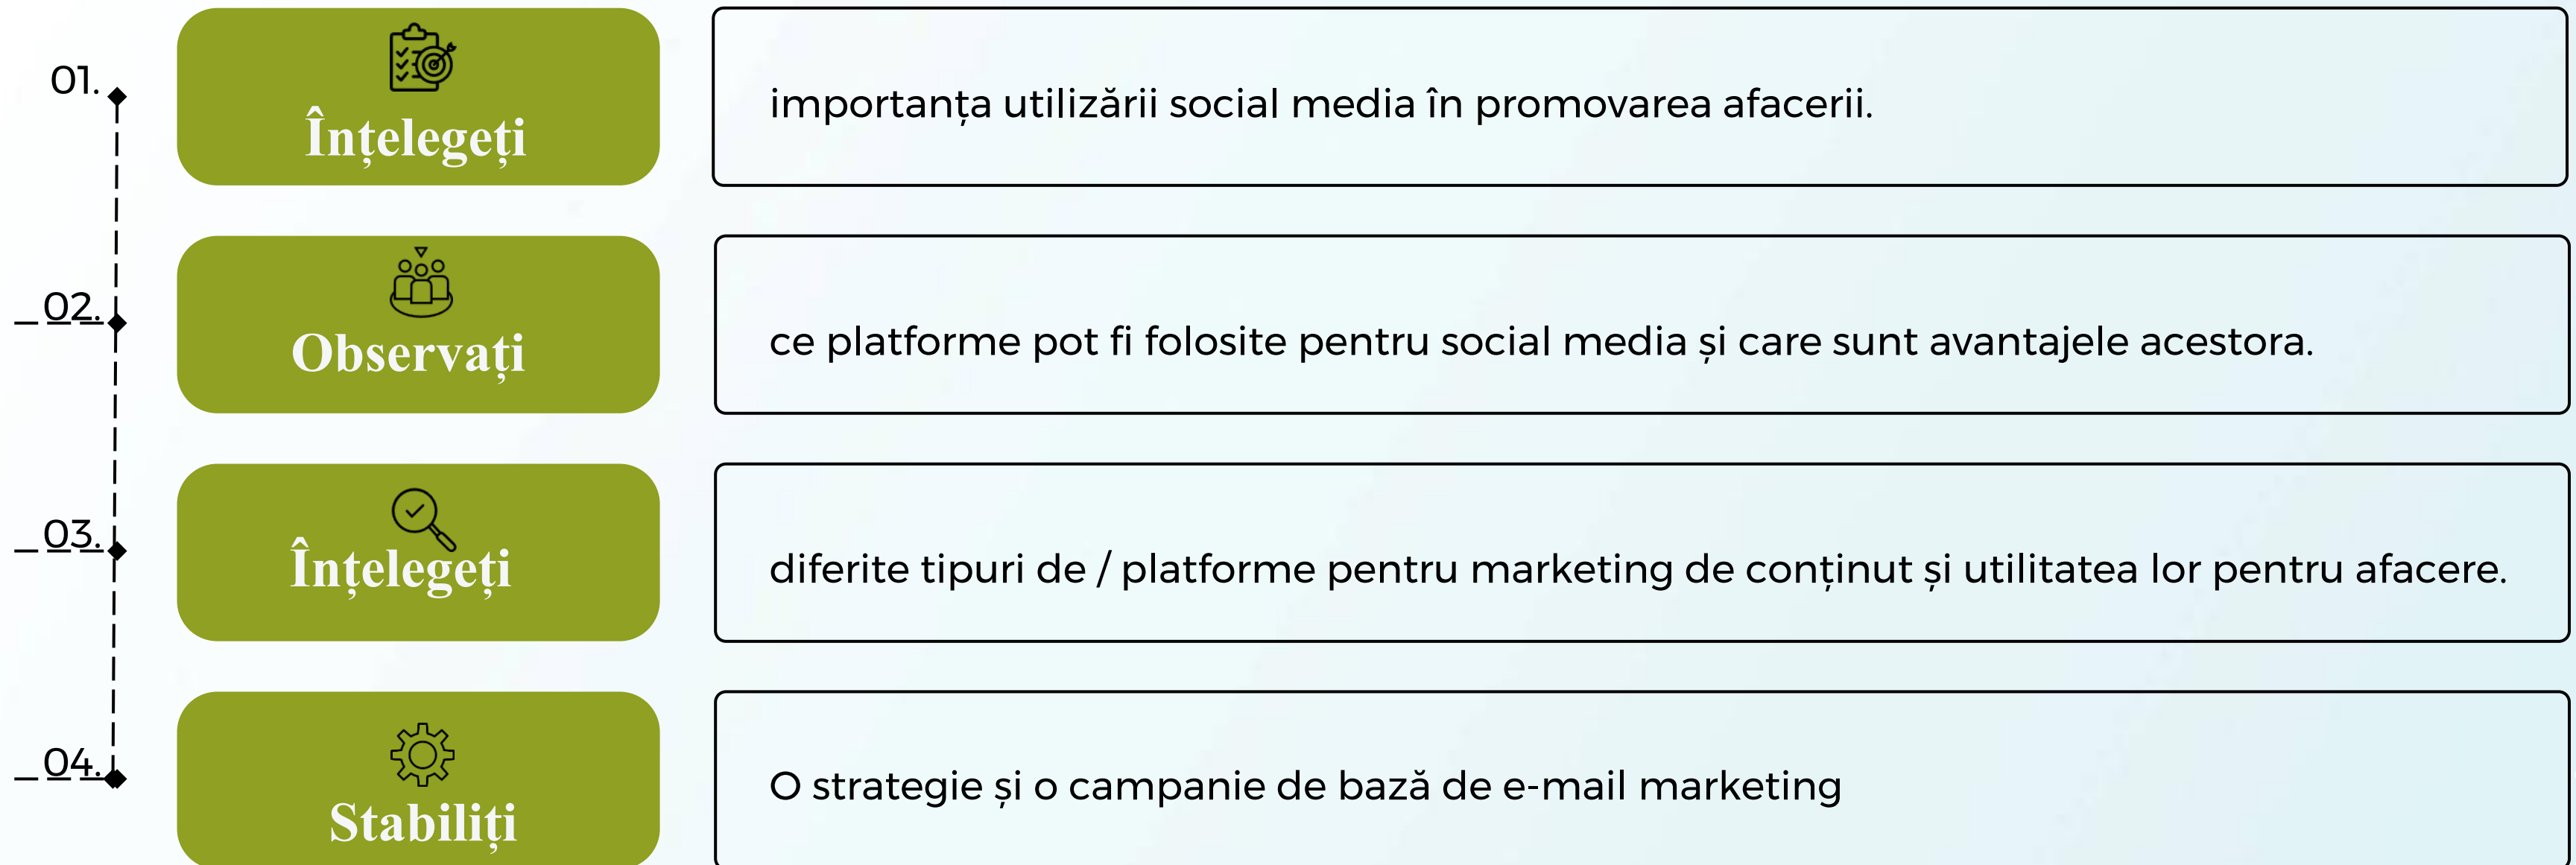 01.
Înțelegeți
importanța utilizării social media în promovarea afacerii.
02.
Observați
ce platforme pot fi folosite pentru social media și care sunt avantajele acestora.
03.
Înțelegeți
diferite tipuri de / platforme pentru marketing de conținut și utilitatea lor pentru afacere.
04.
Stabiliți
O strategie și o campanie de bază de e-mail marketing